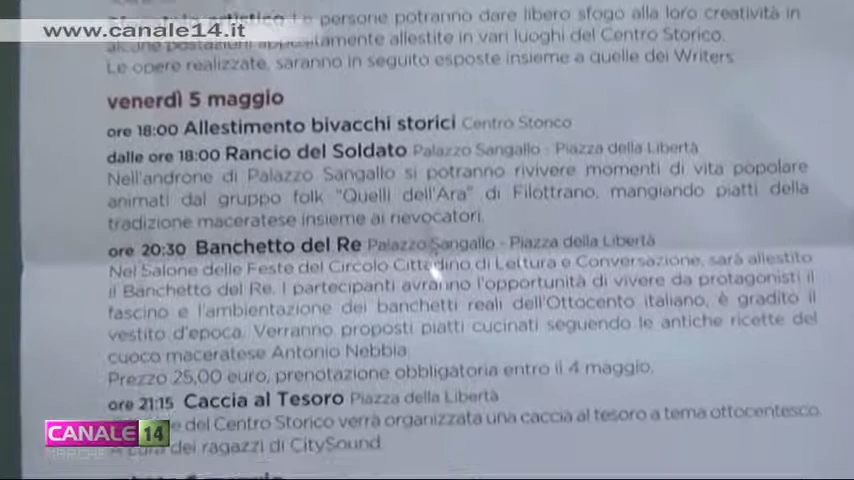 www.canale14.it
artistico Le persone potranno dare libero sfogo alla loro creatività in
alcune postazioni appositamente allestite in vari luoghi del Centro Storico.
Le opere realizzate, saranno in seguito esposte insieme a quelle dei Writers
venerdì 5 maggio
ore 18:00 Allestimento bivacchi storici Centro Storico
dalle ore 18:00 Rancio del Soldato Palazzo Sangallo - Piazza della Libertà
Nell'androne di Palazzo Sangallo si potranno rivivere momenti di vita popolare
animati dal gruppo folk "Quelli dell'Ara" di Filottrano, mangiando piatti della
tradizione maceratese insieme ai rievocatori.
ore 20:30 Banchetto del Re Palazzo Sangallo - Piazza della Libertà
Nel Salone delle Feste del Circolo Cittadino di Lettura e Conversazione, sarà allestito
il Banchetto del Re. I partecipanti avranno l'opportunità di vivere da protagonisti il
fascino e l'ambientazione dei banchetti reali dell'Ottocento italiano, è gradito il
vestito d'epoca. Verranno proposti piatti cucinati seguendo le antiche ricette del
cuoco maceratese Antonio Nebbia
Prezzo 25,00 euro, prenotazione obbligatoria entro il 4 maggio.
ore 21:15 Caccia al Tesoro Piazza della Libertà
del Centro Storico verrà organizzata una caccia al tesoro a tema ottocentesco.
A cura dei ragazzi di CitySound
CANALE 14
MARCHE